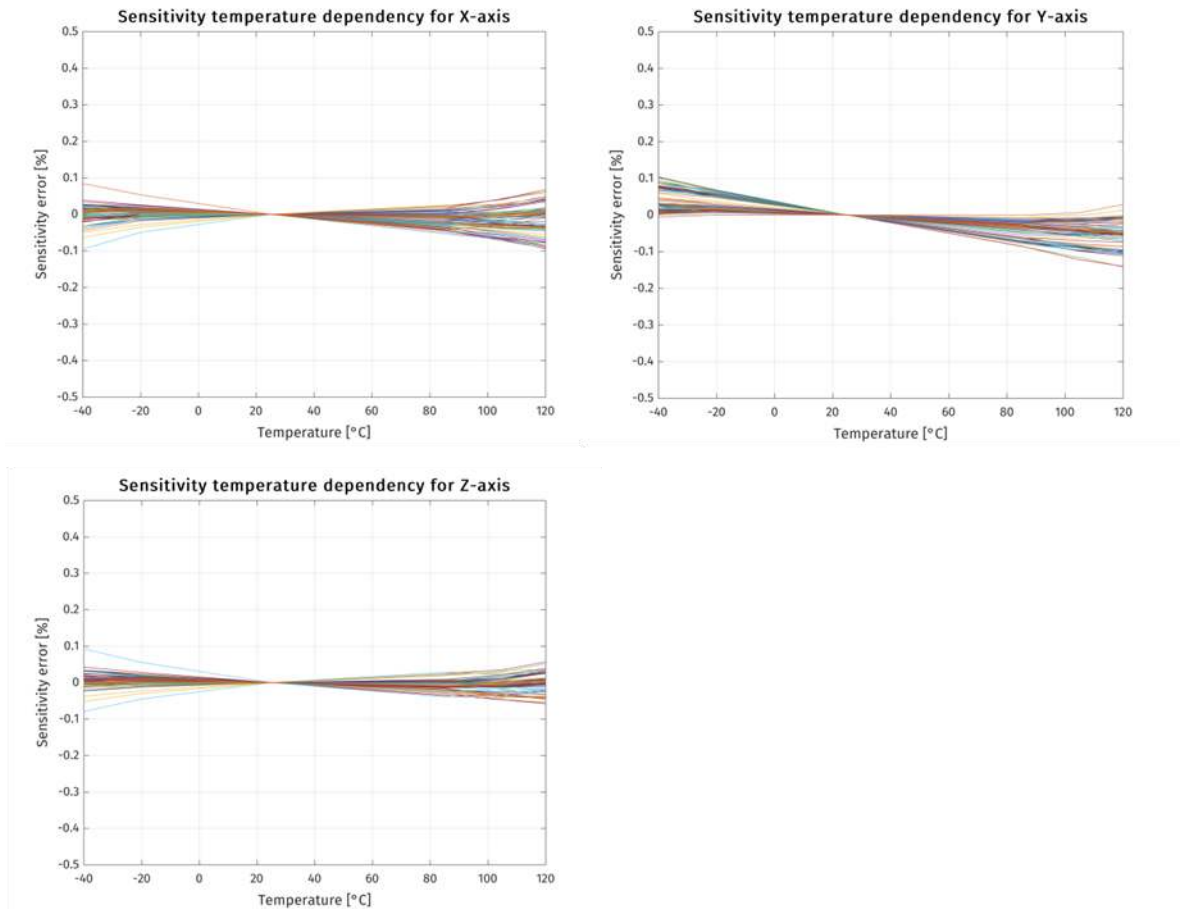 Sensitivity temperature dependency for X-axis
0.5
0.4
0.3
0.2
0.1
0
-0.1
-0.2
-0.3
-0.4
-0.5
Sensitivity error [%]
-40 -20 0 20 40 60 80 100 120
Temperature [°C]
Sensitivity temperature dependency for Y-axis
0.5
0.4
0.3
0.2
0.1
0
-0.1
-0.2
-0.3
-0.4
-0.5
Sensitivity error [%]
-40 -20 0 20 40 60 80 100 120
Temperature [°C]
Sensitivity temperature dependency for Z-axis
0.5
0.4
0.3
0.2
0.1
0
-0.1
-0.2
-0.3
-0.4
-0.5
Sensitivity error [%]
-40 -20 0 20 40 60 80 100 120
Temperature [°C]